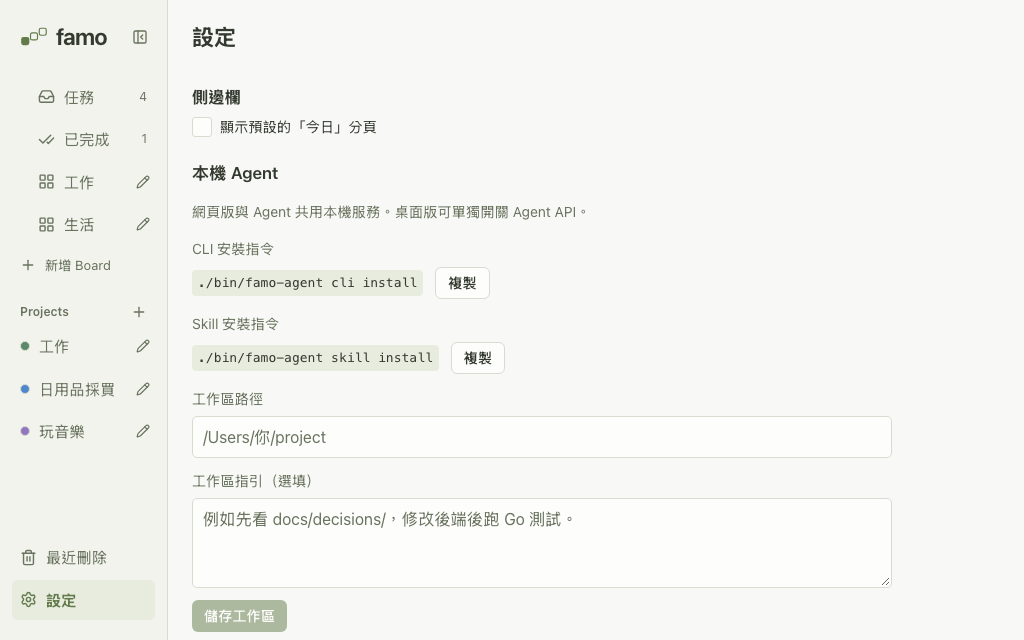 famo
任務 4
已完成 1
工作
生活
新增 Board
Projects
工作
日用品採買
玩音樂
最近刪除
設定
設定
側邊欄
顯示預設的「今日」分頁
本機 Agent
網頁版與 Agent 共用本機服務。桌面版可單獨開關 Agent API。
CLI 安裝指令
./bin/famo-agent cli install 複製
Skill 安裝指令
./bin/famo-agent skill install 複製
工作區路徑
/Users/你/project
工作區指引（選填）
例如先看 docs/decisions/，修改後端後跑 Go 測試。
儲存工作區